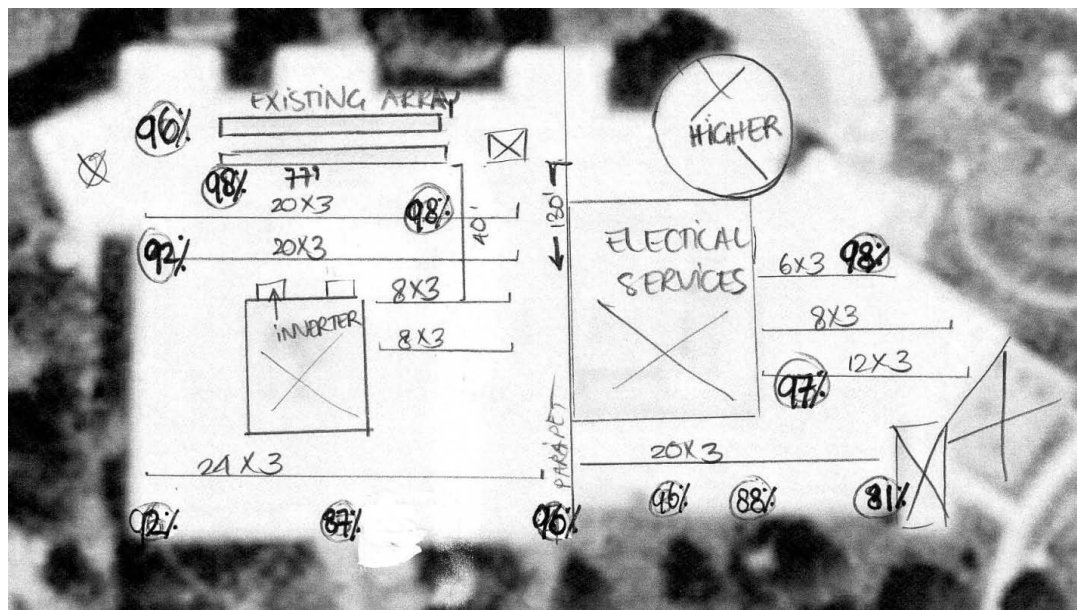 EXISTING ARRAY
96%
HIGHER
98%
77'
98%
20X3
40'
130'
92%
20X3
ELECTICAL
SERVICES
6X3
98%
8X3
INVERTER
8X3
8X3
12X3
97%
PARAPET
24X3
20X3
92%
87%
96%
96%
88%
81%